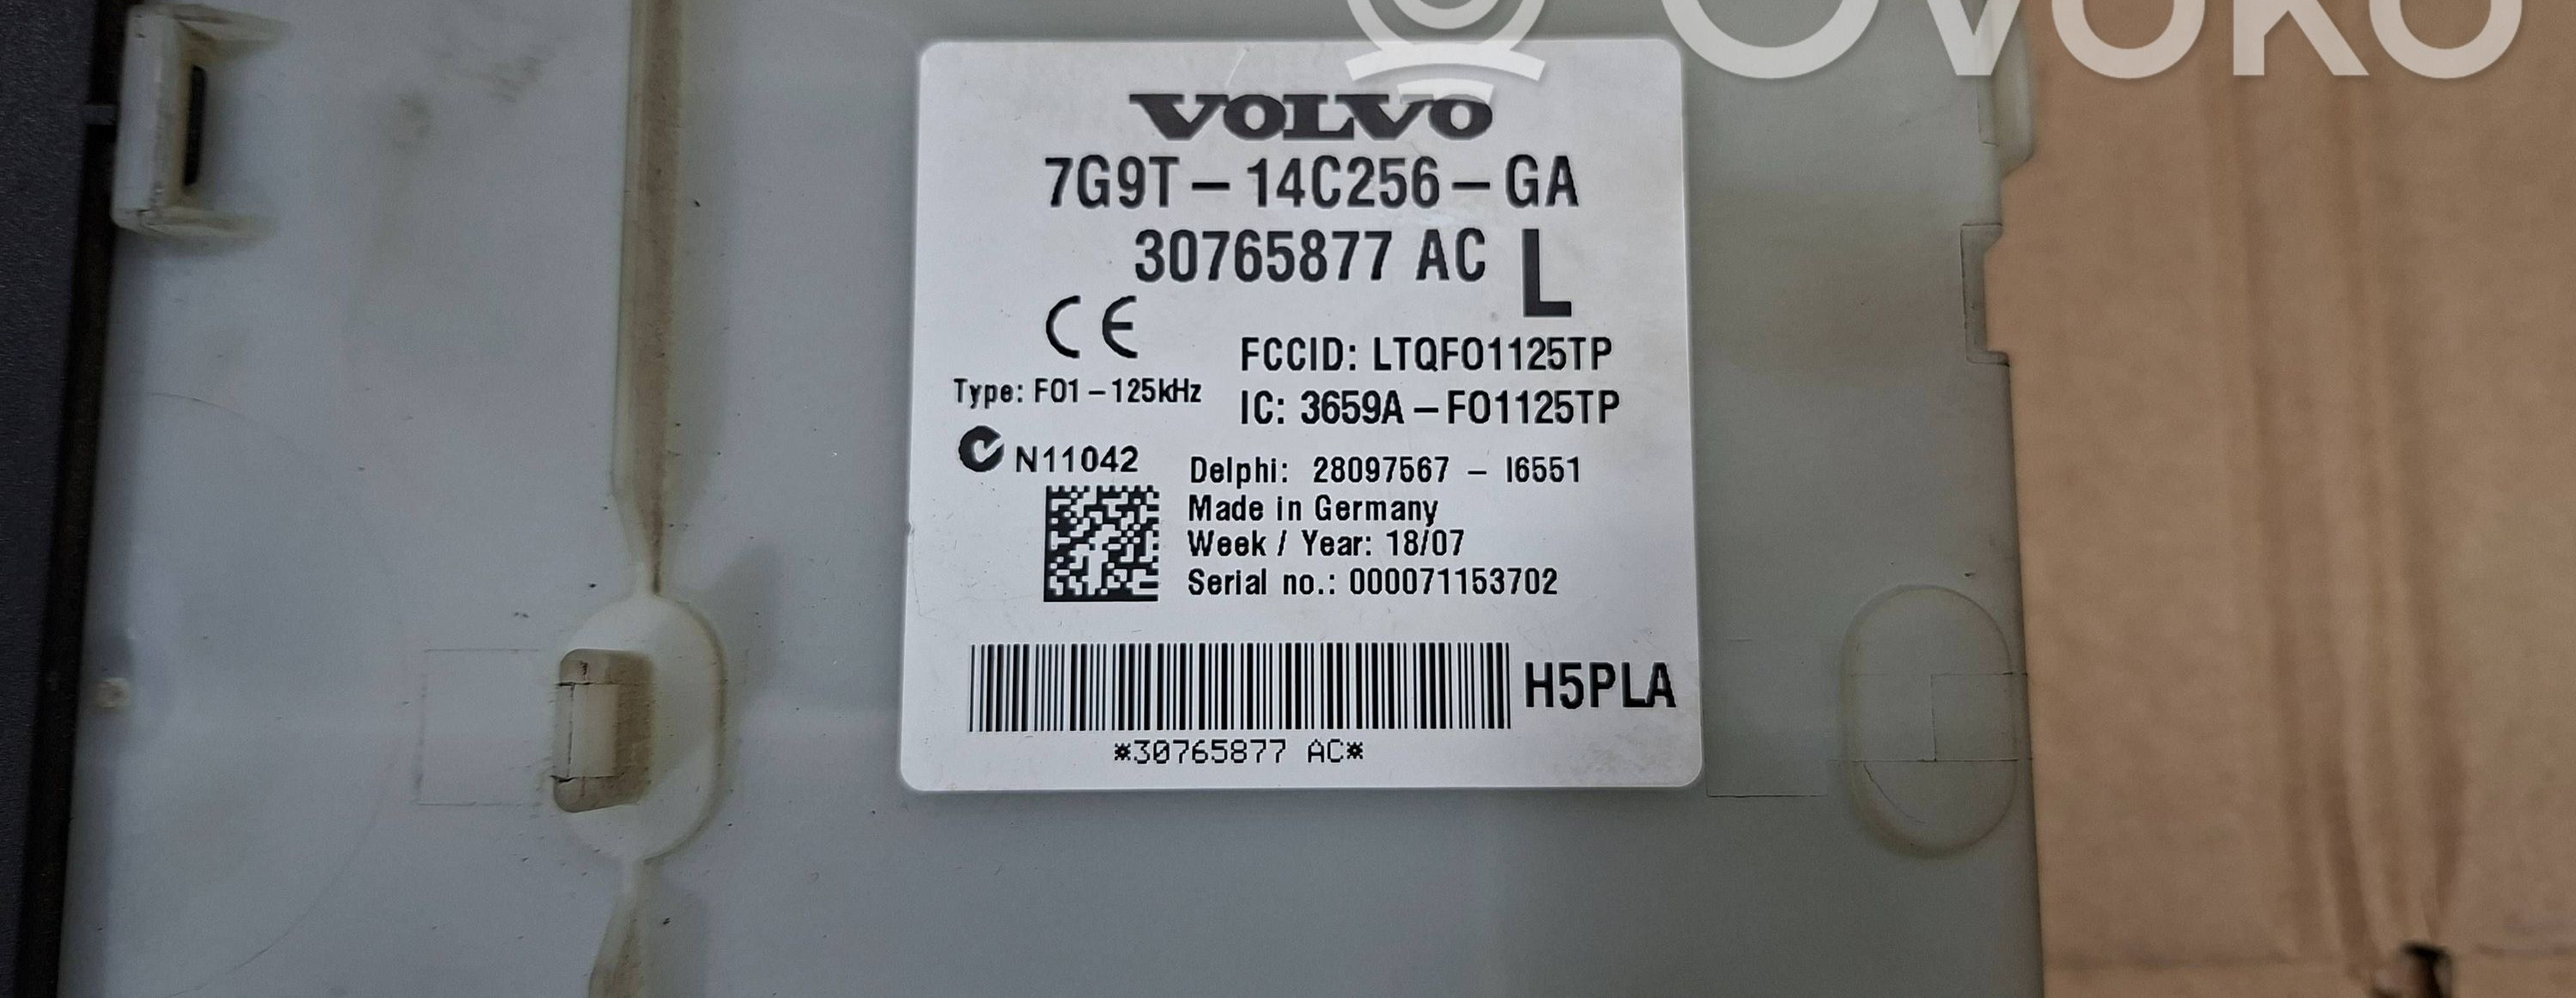 OVOKO
VOLVO
7G9T – 14C256 – GA
30765877 AC L
CE
FCCID: LTQFO1125TP
Type: FO1 – 125kHz
IC: 3659A – FO1125TP
N11042
Delphi: 28097567 – I6551
Made in Germany
Week / Year: 18/07
Serial no.: 000071153702
H5PLA
*30765877 AC*